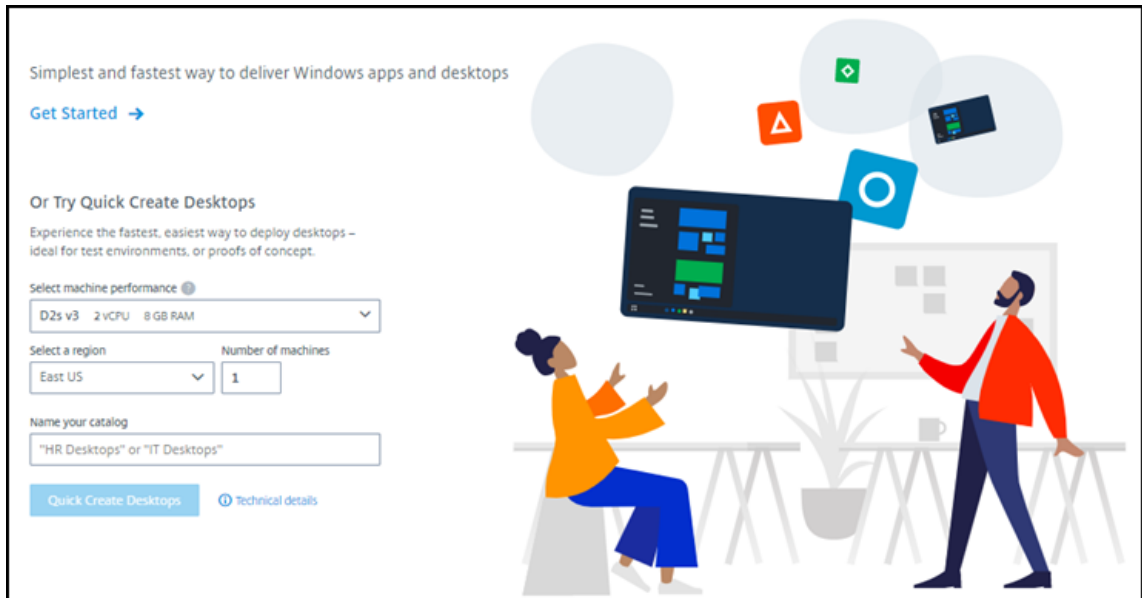 Simplest and fastest way to deliver Windows apps and desktops
Get Started →
Or Try Quick Create Desktops
Experience the fastest, easiest way to deploy desktops –
ideal for test environments, or proofs of concept.
Select machine performance ?
D2s v3 2 vCPU 8 GB RAM
Select a region Number of machines
East US 1
Name your catalog
"HR Desktops" or "IT Desktops"
Quick Create Desktops Technical details